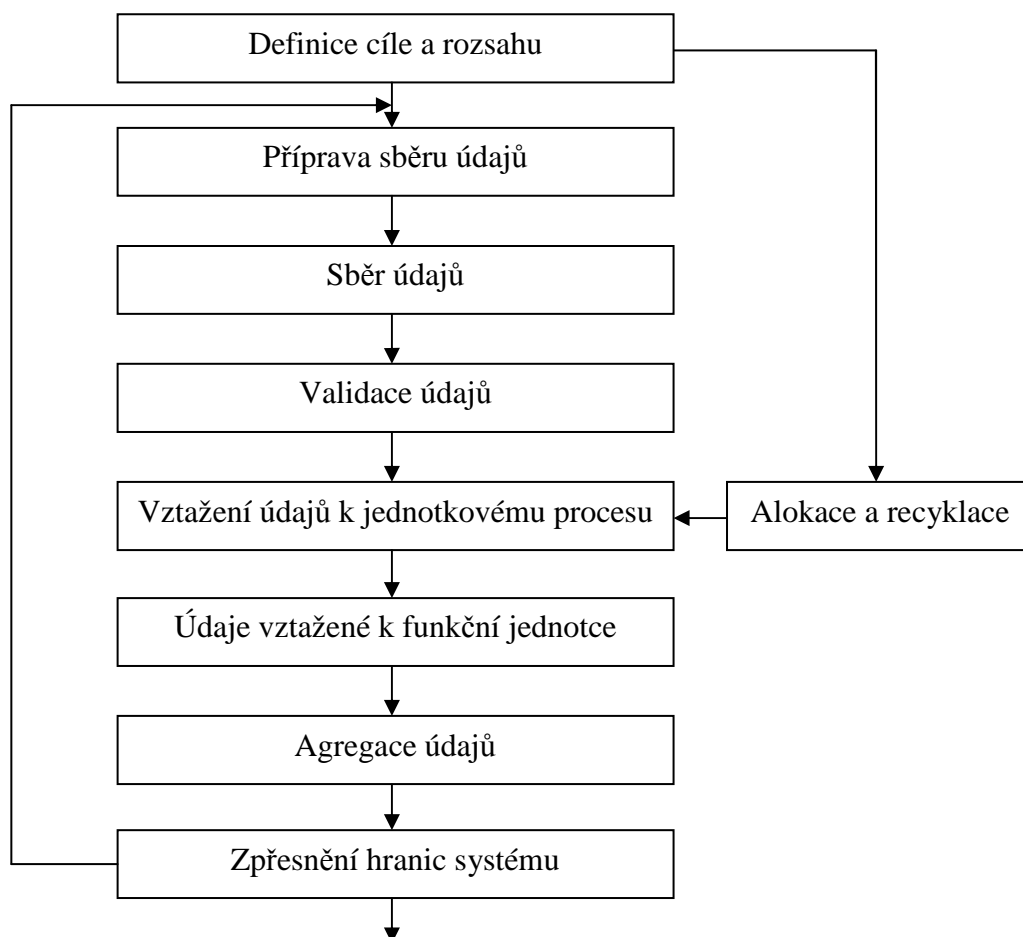 Definice cíle a rozsahu
Příprava sběru údajů
Sběr údajů
Validace údajů
Vztažení údajů k jednotkovému procesu
Alokace a recyklace
Údaje vztažené k funkční jednotce
Agregace údajů
Zpřesnění hranic systému